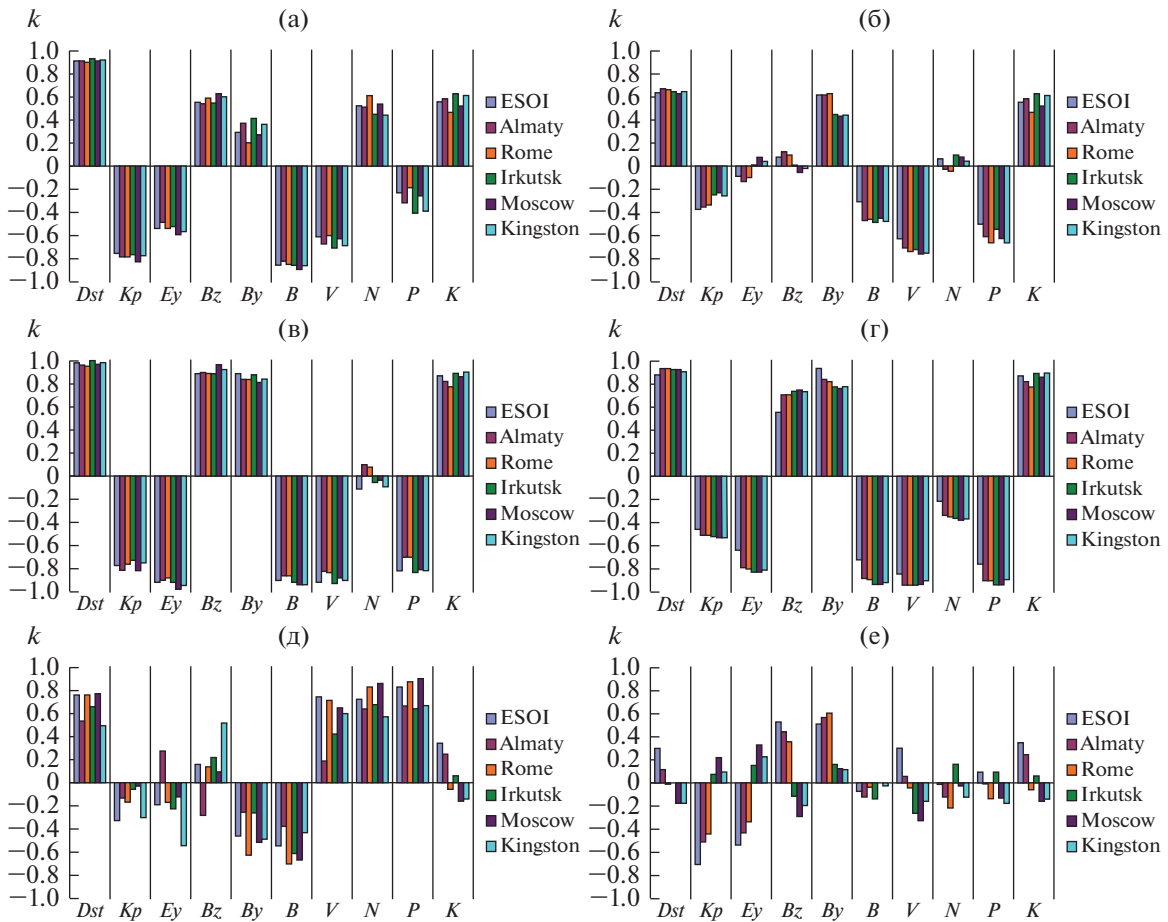 k (а) k (б)
1.0
0.8
0.6
0.4
0.2
0
−0.2
−0.4
−0.6
−0.8
−1.0
Dst Kp Ey Bz By B V N P K
ESOI
Almaty
Rome
Irkutsk
Moscow
Kingston
1.0
0.8
0.6
0.4
0.2
0
−0.2
−0.4
−0.6
−0.8
−1.0
Dst Kp Ey Bz By B V N P K
ESOI
Almaty
Rome
Irkutsk
Moscow
Kingston
k (в) k (г)
1.0
0.8
0.6
0.4
0.2
0
−0.2
−0.4
−0.6
−0.8
−1.0
Dst Kp Ey Bz By B V N P K
ESOI
Almaty
Rome
Irkutsk
Moscow
Kingston
1.0
0.8
0.6
0.4
0.2
0
−0.2
−0.4
−0.6
−0.8
−1.0
Dst Kp Ey Bz By B V N P K
ESOI
Almaty
Rome
Irkutsk
Moscow
Kingston
k (д) k (е)
1.0
0.8
0.6
0.4
0.2
0
−0.2
−0.4
−0.6
−0.8
−1.0
Dst Kp Ey Bz By B V N P K
ESOI
Almaty
Rome
Irkutsk
Moscow
Kingston
1.0
0.8
0.6
0.4
0.2
0
−0.2
−0.4
−0.6
−0.8
−1.0
Dst Kp Ey Bz By B V N P K
ESOI
Almaty
Rome
Irkutsk
Moscow
Kingston